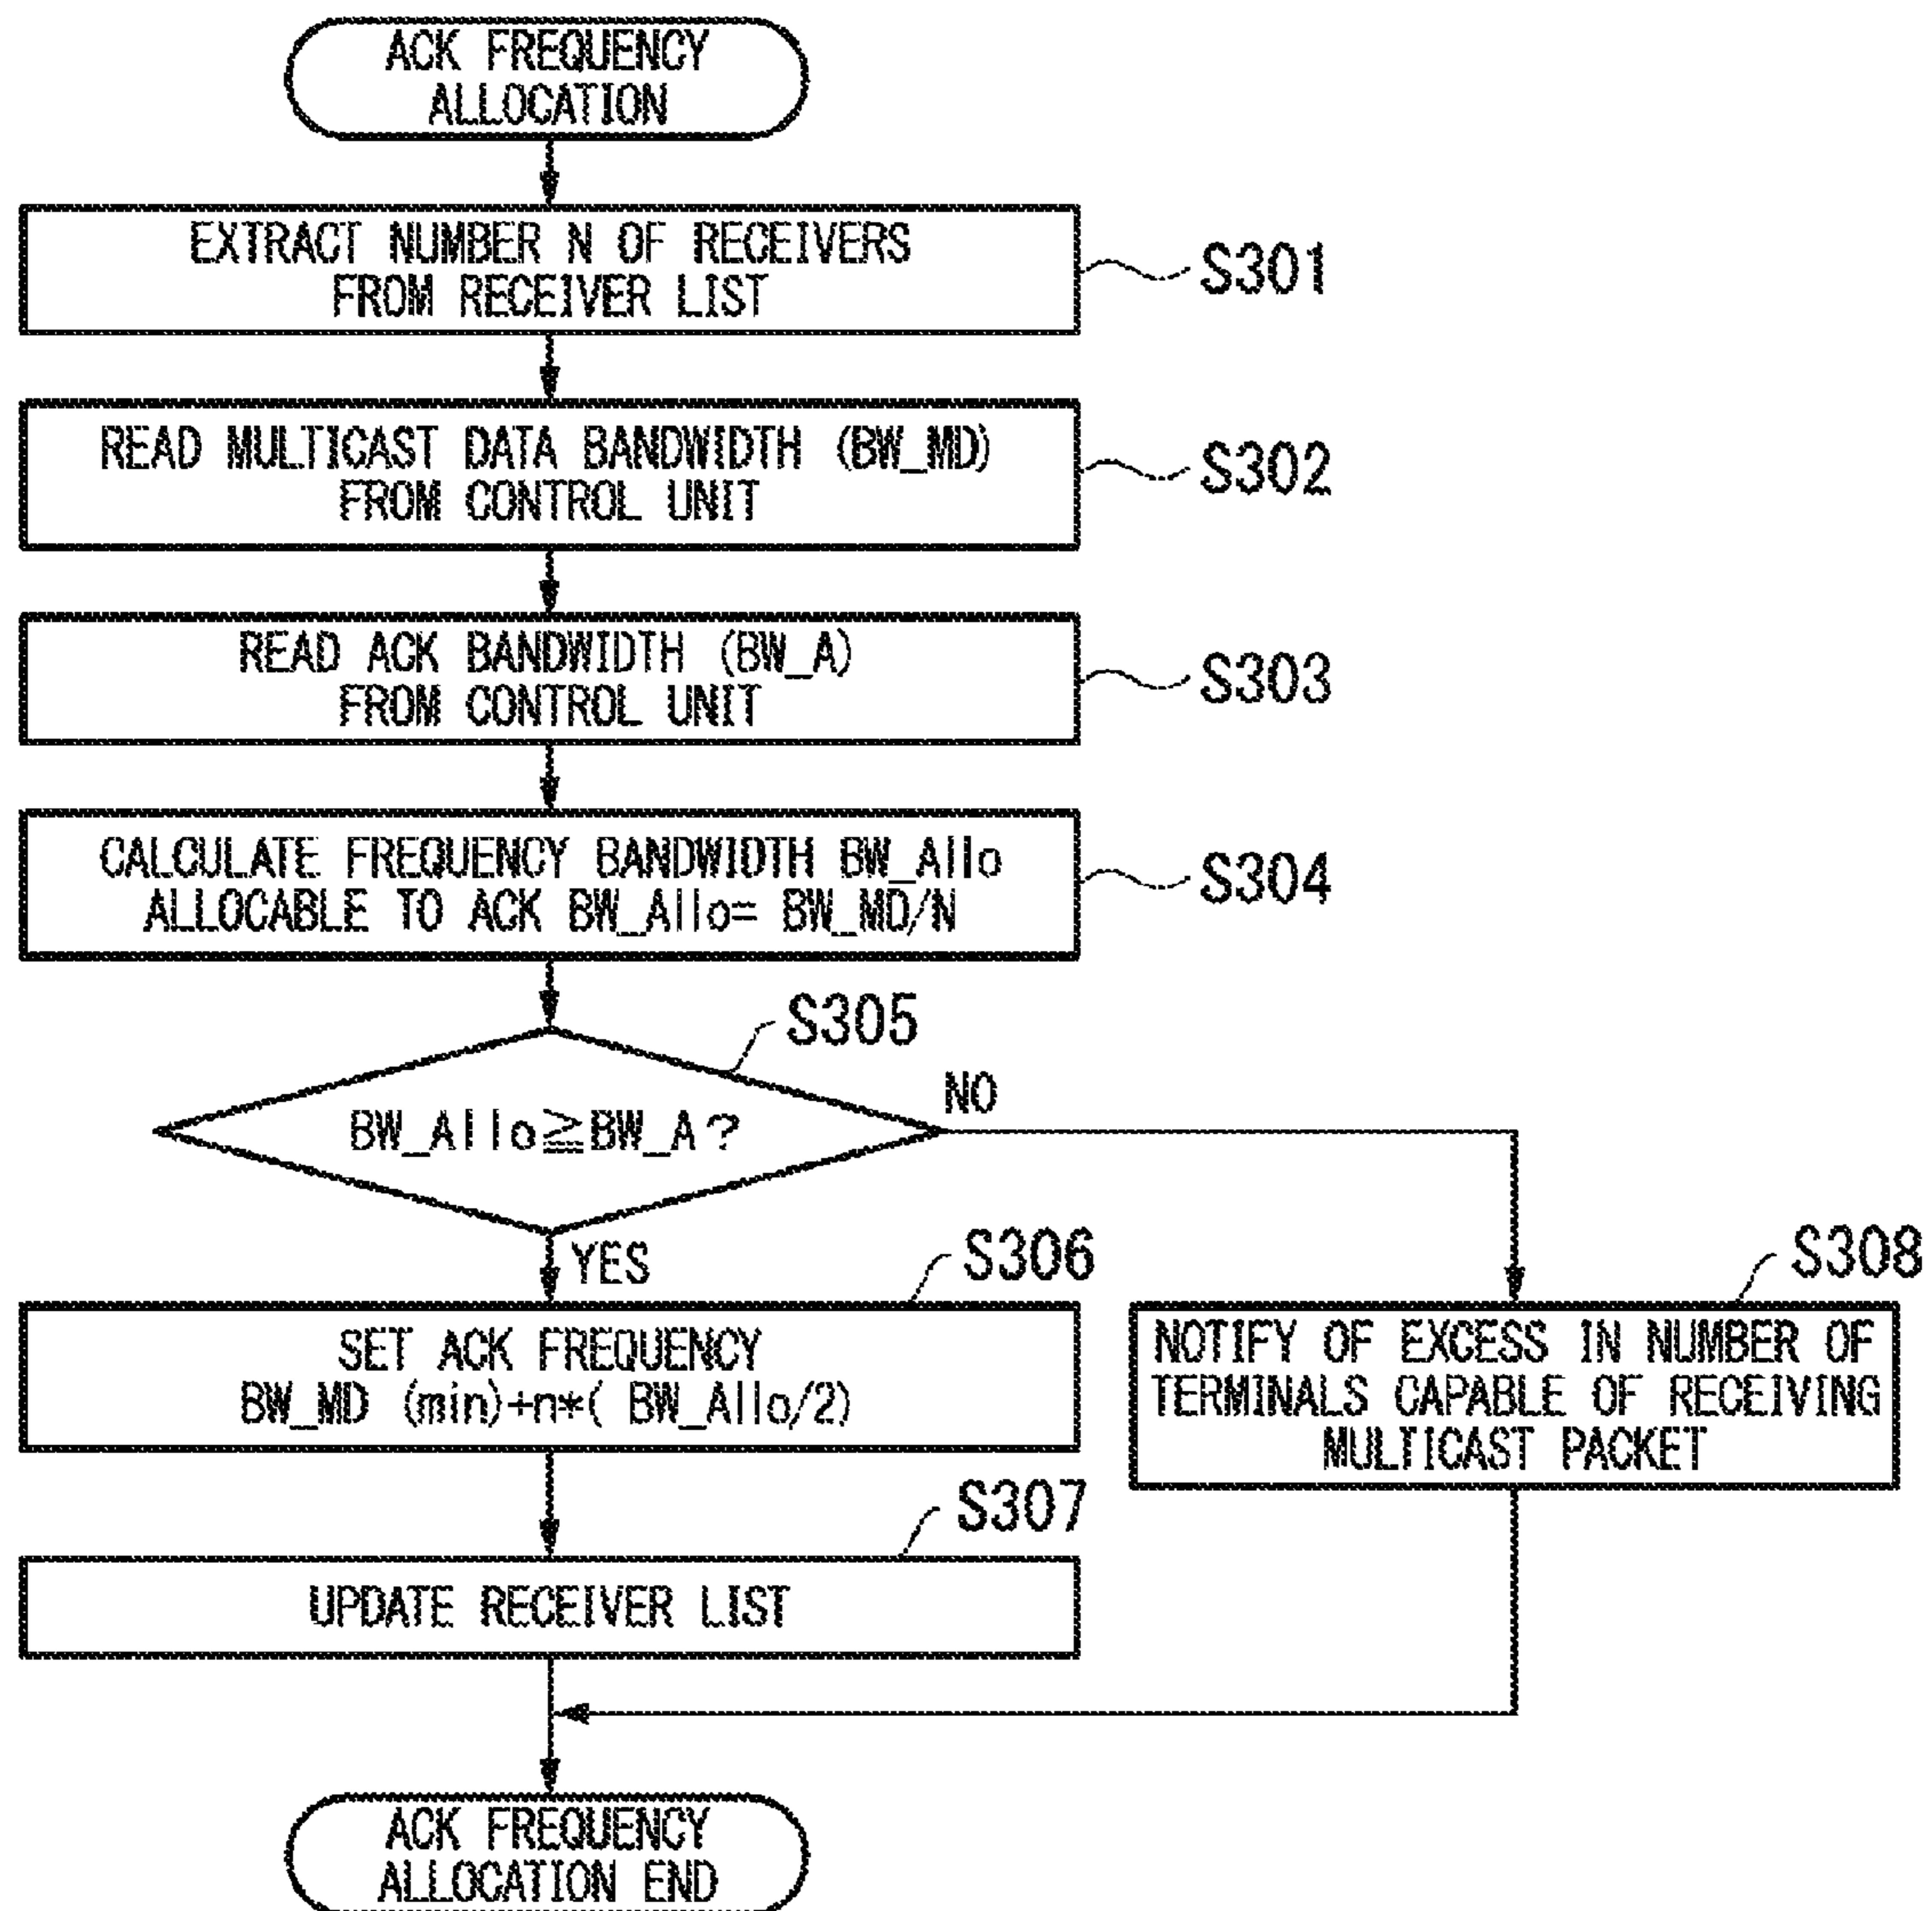 ACK FREQUENCY
ALLOCATION
EXTRACT NUMBER N OF RECEIVERS
FROM RECEIVER LIST
S301
READ MULTICAST DATA BANDWIDTH (BW_MD)
FROM CONTROL UNIT
S302
READ ACK BANDWIDTH (BW_A)
FROM CONTROL UNIT
S303
CALCULATE FREQUENCY BANDWIDTH BW_Allo
ALLOCABLE TO ACK BW_Allo= BW_MD/N
S304
S305
BW_Allo≧BW_A?
NO
YES
S306
SET ACK FREQUENCY
BW_MD (min)+n*( BW_Allo/2)
S308
NOTIFY OF EXCESS IN NUMBER OF
TERMINALS CAPABLE OF RECEIVING
MULTICAST PACKET
S307
UPDATE RECEIVER LIST
ACK FREQUENCY
ALLOCATION END